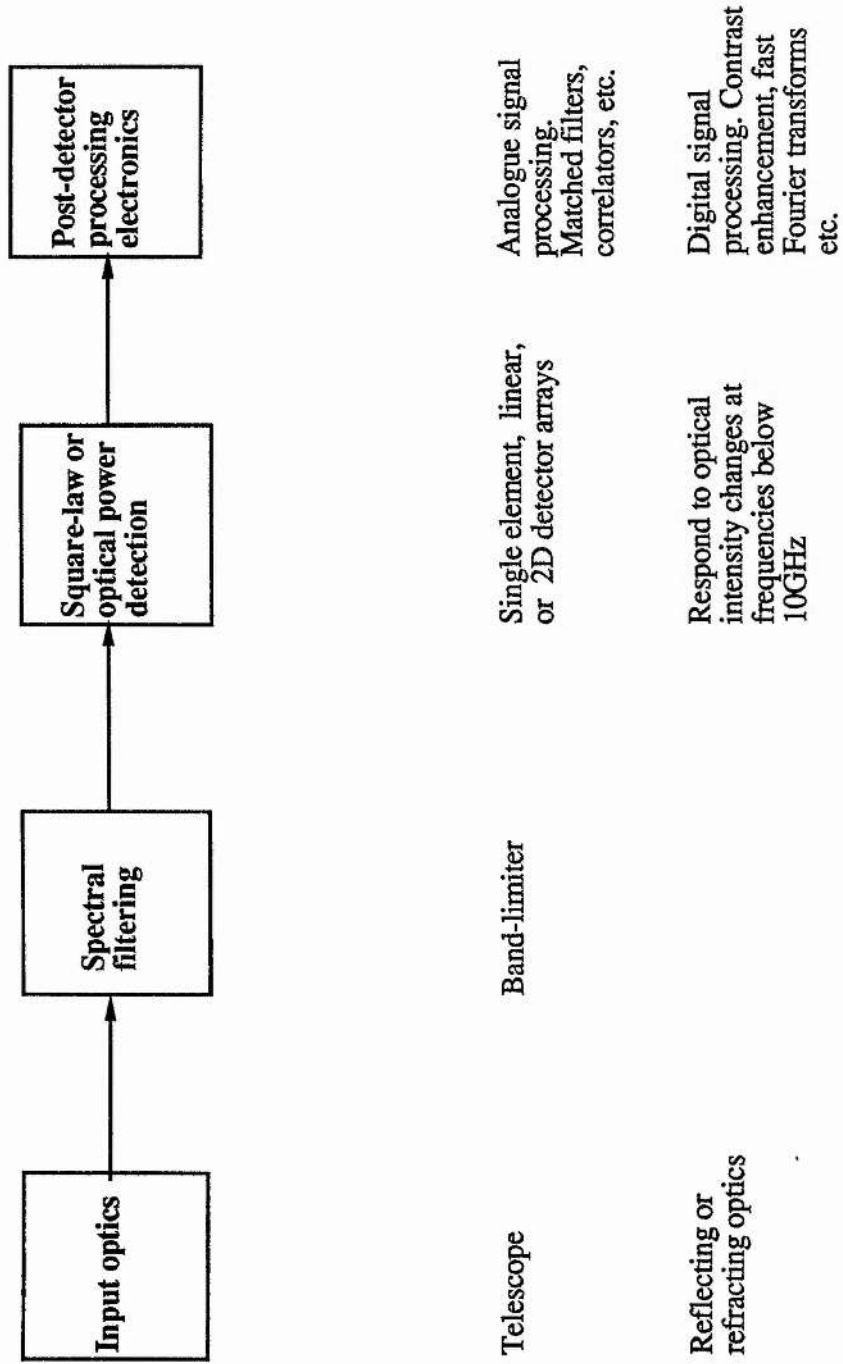 Input optics
Spectral
filtering
Square-law or
optical power
detection
Post-detector
processing
electronics
Telescope
Band-limiter
Single element, linear,
or 2D detector arrays
Analogue signal
processing.
Matched filters,
correlators, etc.
Reflecting or
refracting optics
Respond to optical
intensity changes at
frequencies below
10GHz
Digital signal
processing. Contrast
enhancement, fast
Fourier transforms
etc.